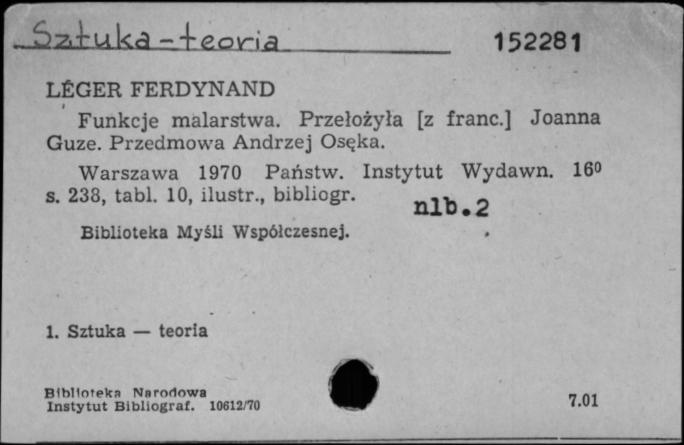 Sztuka - teoria
152281
LÉGER FERDYNAND
Funkcje malarstwa. Przełożyła [z franc.] Joanna
Guze. Przedmowa Andrzej Osęka.
Warszawa 1970 Państw. Instytut Wydawn. 16⁰
s. 238, tabl. 10, ilustr., bibliogr.
nlb.2
Biblioteka Myśli Współczesnej.
1. Sztuka — teoria
Biblioteka Narodowa
Instytut Bibliograf. 10612/70
7.01